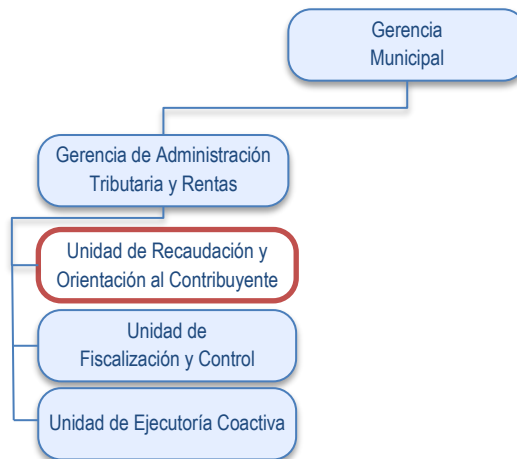 Gerencia
Municipal
Gerencia de Administración
Tributaria y Rentas
Unidad de Recaudación y
Orientación al Contribuyente
Unidad de
Fiscalización y Control
Unidad de Ejecutoría Coactiva